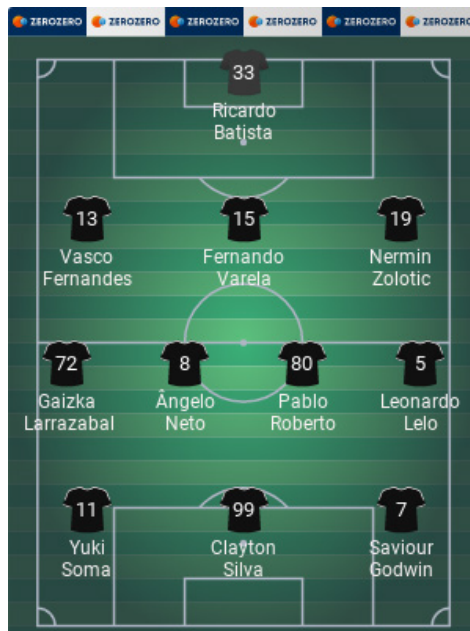 ZEROZERO ZEROZERO ZEROZERO ZEROZERO ZEROZERO ZEROZERO
33
Ricardo
Batista
13 15 19
Vasco Fernando Nermin
Fernandes Varela Zolotic
72 8 80 5
Gaizka Ângelo Pablo Leonardo
Larrazabal Neto Roberto Lelo
11 99 7
Yuki Clayton Saviour
Soma Silva Godwin